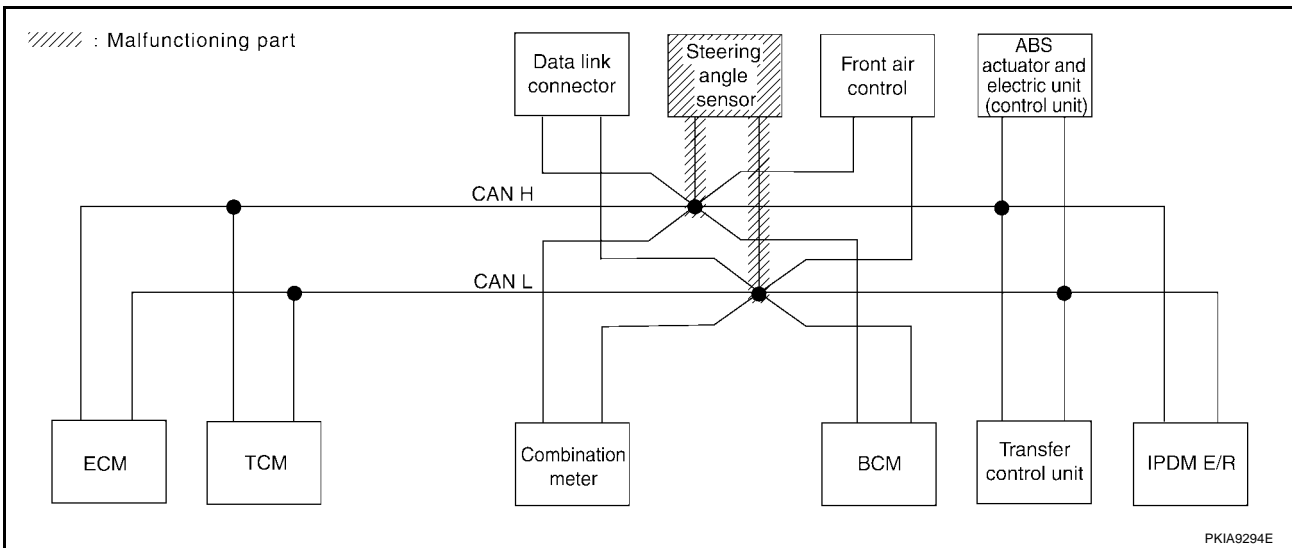 : Malfunctioning part
Data link
connector
Steering
angle
sensor
Front air
control
ABS
actuator and
electric unit
(control unit)
CAN H
CAN L
ECM
TCM
Combination
meter
BCM
Transfer
control unit
IPDM E/R
PKIA9294E